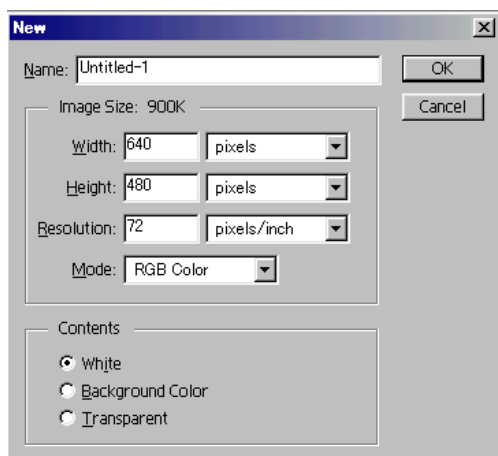 New
Name: Untitled-1
OK
Image Size: 900K
Cancel
Width: 640 pixels
Height: 480 pixels
Resolution: 72 pixels/inch
Mode: RGB Color
Contents
White
Background Color
Transparent